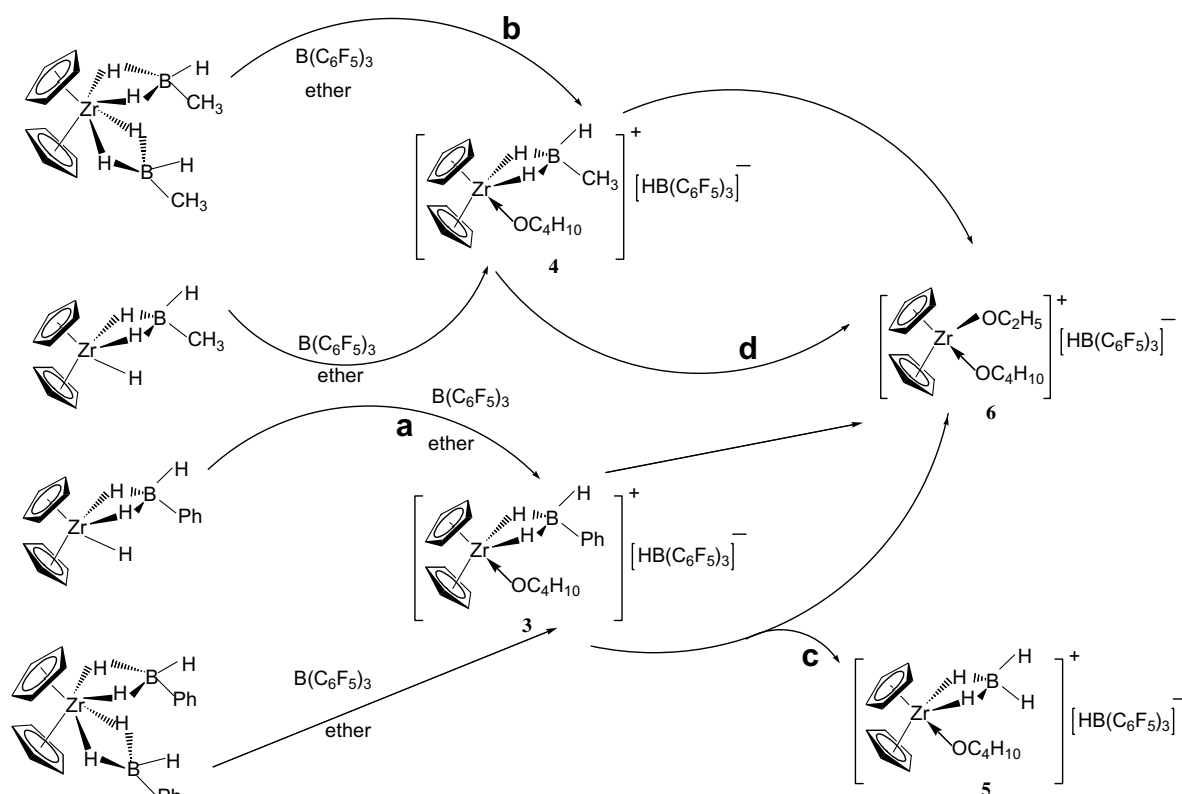 b
B(C6F5)3
ether
H
H
B
CH3
Zr
H
H
H
B
H
CH3
[
H
H
B
H
CH3
Zr
OC4H10
]+
[HB(C6F5)3]−
4
H
H
B
H
CH3
Zr
H
B(C6F5)3
ether
d
[
Zr
OC2H5
OC4H10
]+
[HB(C6F5)3]−
6
a
B(C6F5)3
ether
H
H
B
H
Ph
Zr
H
[
H
H
B
H
Ph
Zr
OC4H10
]+
[HB(C6F5)3]−
3
H
H
B
H
Ph
Zr
H
H
B
H
Ph
B(C6F5)3
ether
c
[
H
H
B
H
H
Zr
OC4H10
]+
[HB(C6F5)3]−
5